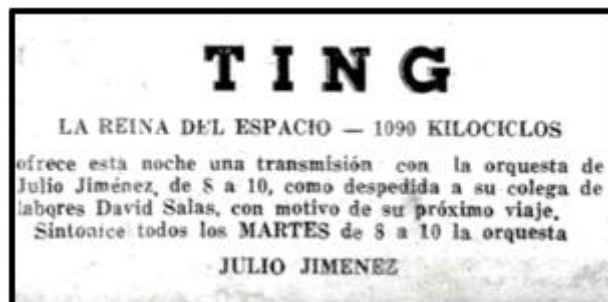 TING
LA REINA DEL ESPACIO — 1090 KILOCICLOS
ofrece esta noche una transmisión con la orquesta de
Julio Jiménez, de 8 a 10, como despedida a su colega de
labores David Salas, con motivo de su próximo viaje.
Sintonice todos los MARTES de 8 a 10 la orquesta
JULIO JIMENEZ